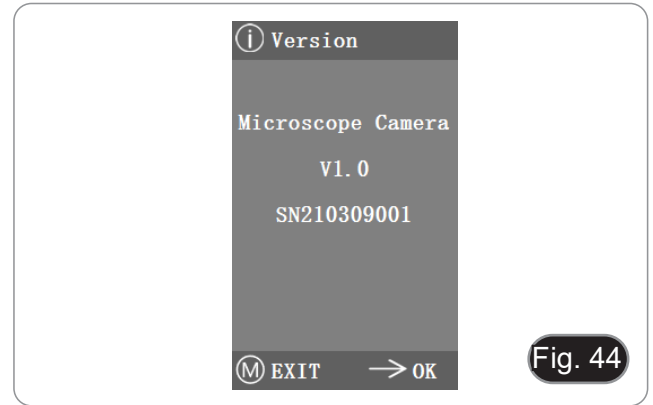 i Version
Microscope Camera
V1.0
SN210309001
M EXIT → OK
Fig. 44